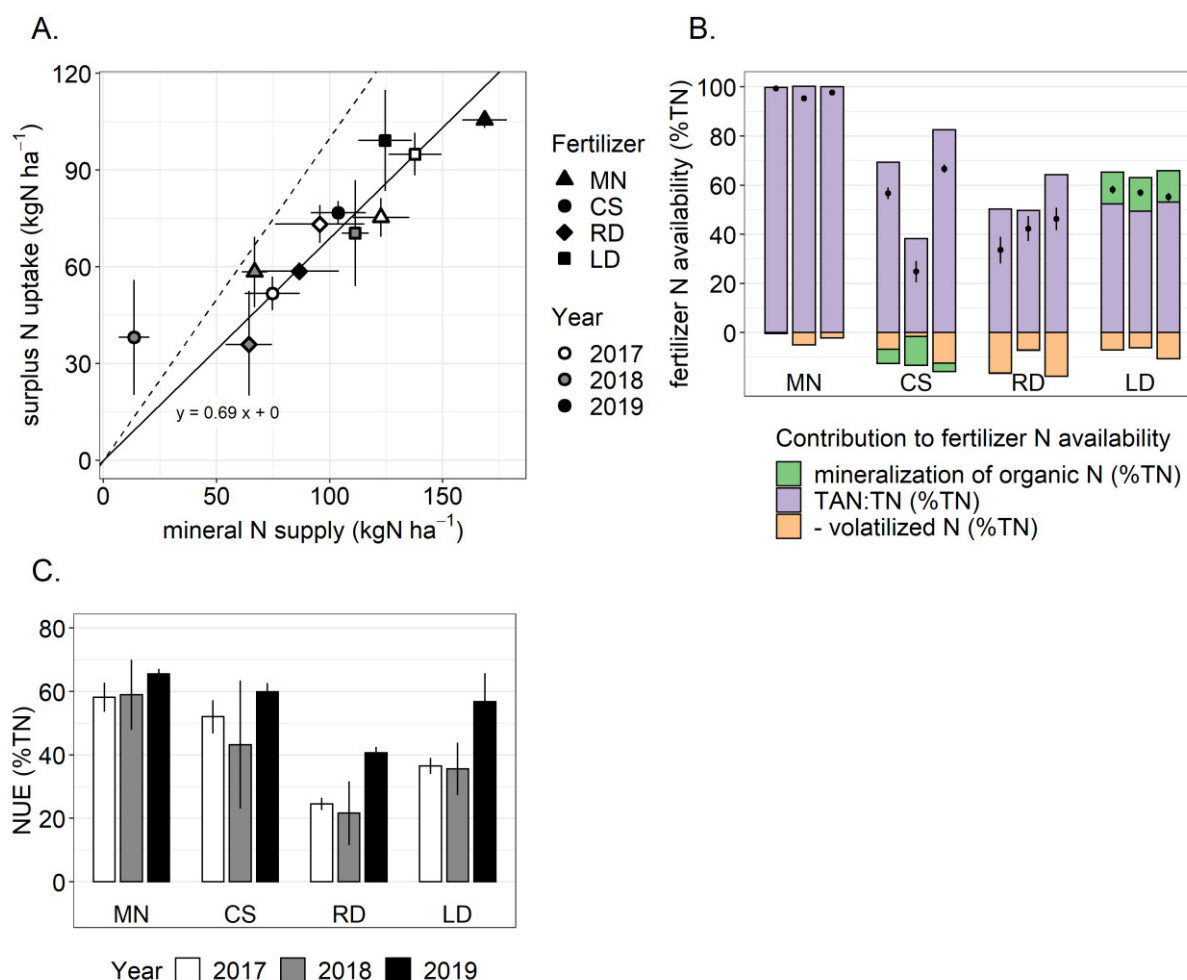 A.
120
90
60
30
0
surplus N uptake (kgN ha⁻¹)
y = 0.69 x + 0
0 50 100 150
mineral N supply (kgN ha⁻¹)
Fertilizer
MN
CS
RD
LD
Year
2017
2018
2019
B.
100
80
60
40
20
0
fertilizer N availability (%TN)
MN CS RD LD
Contribution to fertilizer N availability
mineralization of organic N (%TN)
TAN:TN (%TN)
- volatilized N (%TN)
C.
80
60
40
20
0
NUE (%TN)
MN CS RD LD
Year 2017 2018 2019